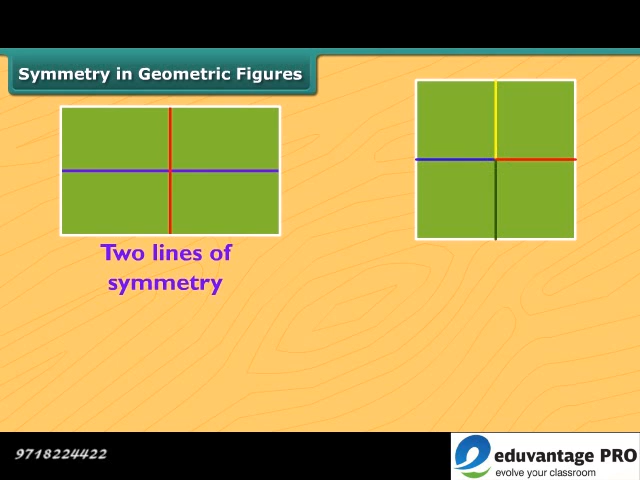 Symmetry in Geometric Figures
Two lines of
symmetry
9718224422
eduvantage PRO
evolve your classroom